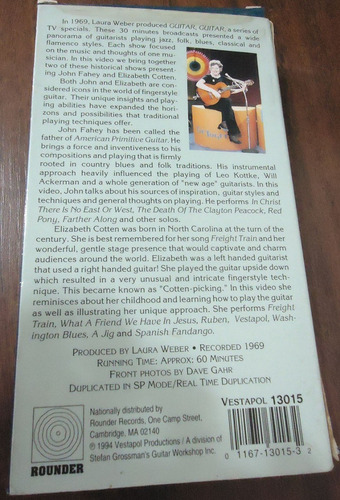 In 1969, Laura Weber produced GUITAR, GUITAR, a series of
TV specials. These 30 minutes broadcasts presented a wide
panorama of guitarists playing jazz, folk, blues, classical and
flamenco styles. Each show focused
on the music and thoughts of one mu-
sician. In this video we bring together
two of these historical shows present-
ing John Fahey and Elizabeth Cotten.
Both John and Elizabeth are con-
sidered icons in the world of fingerstyle
guitar. Their unique insights and play-
ing abilities have expanded the hori-
zons and possibilities that traditional
playing techniques offer.
John Fahey has been called the
father of American Primitive Guitar. He
brings a force and inventiveness to his
compositions and playing that is firmly
rooted in country blues and folk traditions. His instrumental
approach heavily influenced the playing of Leo Kottke, Will
Ackerman and a whole generation of "new age" guitarists. In this
video, John talks about his sources of inspiration, guitar styles and
techniques and general thoughts on playing. He performs In Christ
There Is No East Or West, The Death Of The Clayton Peacock, Red
Pony, Farther Along and other solos.
Elizabeth Cotten was born in North Carolina at the turn of the
century. She is best remembered for her song Freight Train and her
wonderful, gentle stage presence that would captivate and charm
audiences around the world. Elizabeth was a left handed guitarist
that used a right handed guitar! She played the guitar upside down
which resulted in a very unusual and intricate fingerstyle tech-
nique. This became known as "Cotten-picking." In this video she
reminisces about her childhood and learning how to play the guitar
as well as illustrating her unique approach. She performs Freight
Train, What A Friend We Have In Jesus, Ruben, Vestapol, Wash-
ington Blues, A Jig and Spanish Fandango.
PRODUCED BY LAURA WEBER • RECORDED 1969
RUNNING TIME: APPROX: 60 MINUTES
FRONT PHOTOS BY DAVE GAHR
DUPLICATED IN SP MODE/REAL TIME DUPLICATION
ROUNDER
Nationally distributed by
Rounder Records, One Camp Street,
Cambridge, MA 02140
© 1994 Vestapol Productions / A division of
Stefan Grossman's Guitar Workshop Inc.
VESTAPOL 13015
0 1167-13015-3 2